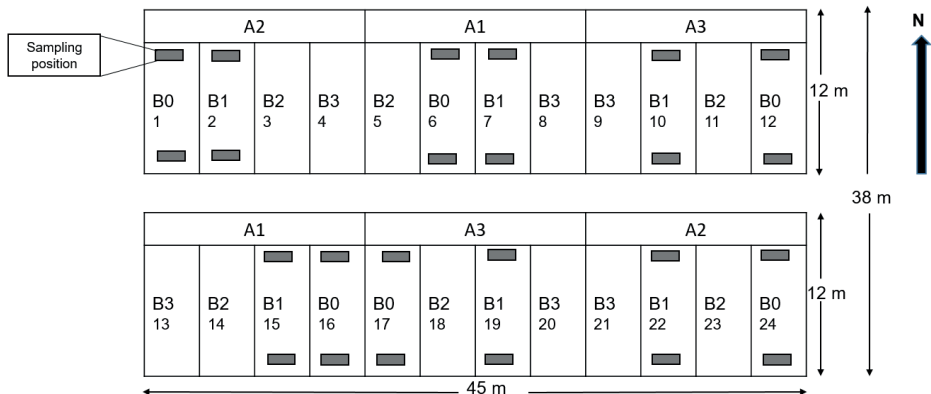 A2 A1 A3
N
Sampling
position
B0 B1 B2 B3 B2 B0 B1 B3 B3 B1 B2 B0
1 2 3 4 5 6 7 8 9 10 11 12
12 m
38 m
A1 A3 A2
B3 B2 B1 B0 B0 B2 B1 B3 B3 B1 B2 B0
13 14 15 16 17 18 19 20 21 22 23 24
12 m
45 m